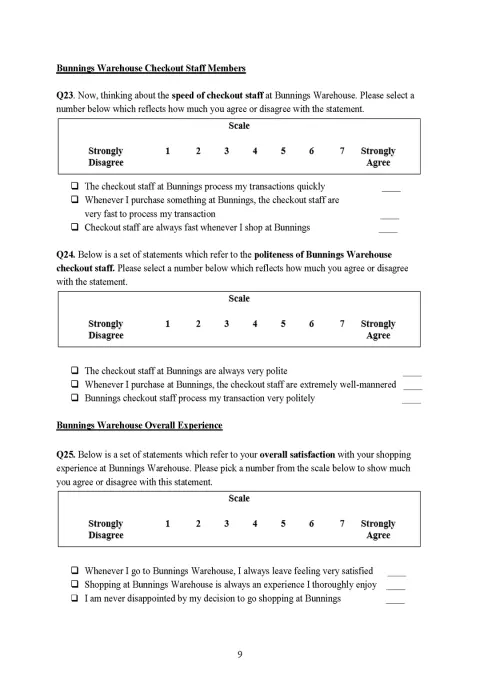 Bunnings Warehouse Checkout Staff Members
Q23. Now, thinking about the speed of checkout staff at Bunnings Warehouse. Please select a
number below which reflects how much you agree or disagree with the statement.
Scale
Strongly 1 2 3 4 5 6 7 Strongly
Disagree Agree
❑ The checkout staff at Bunnings process my transactions quickly ____
❑ Whenever I purchase something at Bunnings, the checkout staff are
very fast to process my transaction ____
❑ Checkout staff are always fast whenever I shop at Bunnings ____
Q24. Below is a set of statements which refer to the politeness of Bunnings Warehouse
checkout staff. Please select a number below which reflects how much you agree or disagree
with the statement.
Scale
Strongly 1 2 3 4 5 6 7 Strongly
Disagree Agree
❑ The checkout staff at Bunnings are always very polite ____
❑ Whenever I purchase at Bunnings, the checkout staff are extremely well-mannered ____
❑ Bunnings checkout staff process my transaction very politely ____
Bunnings Warehouse Overall Experience
Q25. Below is a set of statements which refer to your overall satisfaction with your shopping
experience at Bunnings Warehouse. Please pick a number from the scale below to show much
you agree or disagree with this statement.
Scale
Strongly 1 2 3 4 5 6 7 Strongly
Disagree Agree
❑ Whenever I go to Bunnings Warehouse, I always leave feeling very satisfied ____
❑ Shopping at Bunnings Warehouse is always an experience I thoroughly enjoy ____
❑ I am never disappointed by my decision to go shopping at Bunnings ____
9